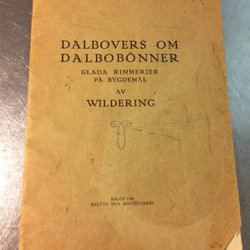 DALBOVERS OM
DALBOBÖNNER
GLADA RIMMERIER
PÅ BYGDEMÅL
AV
WILDERING